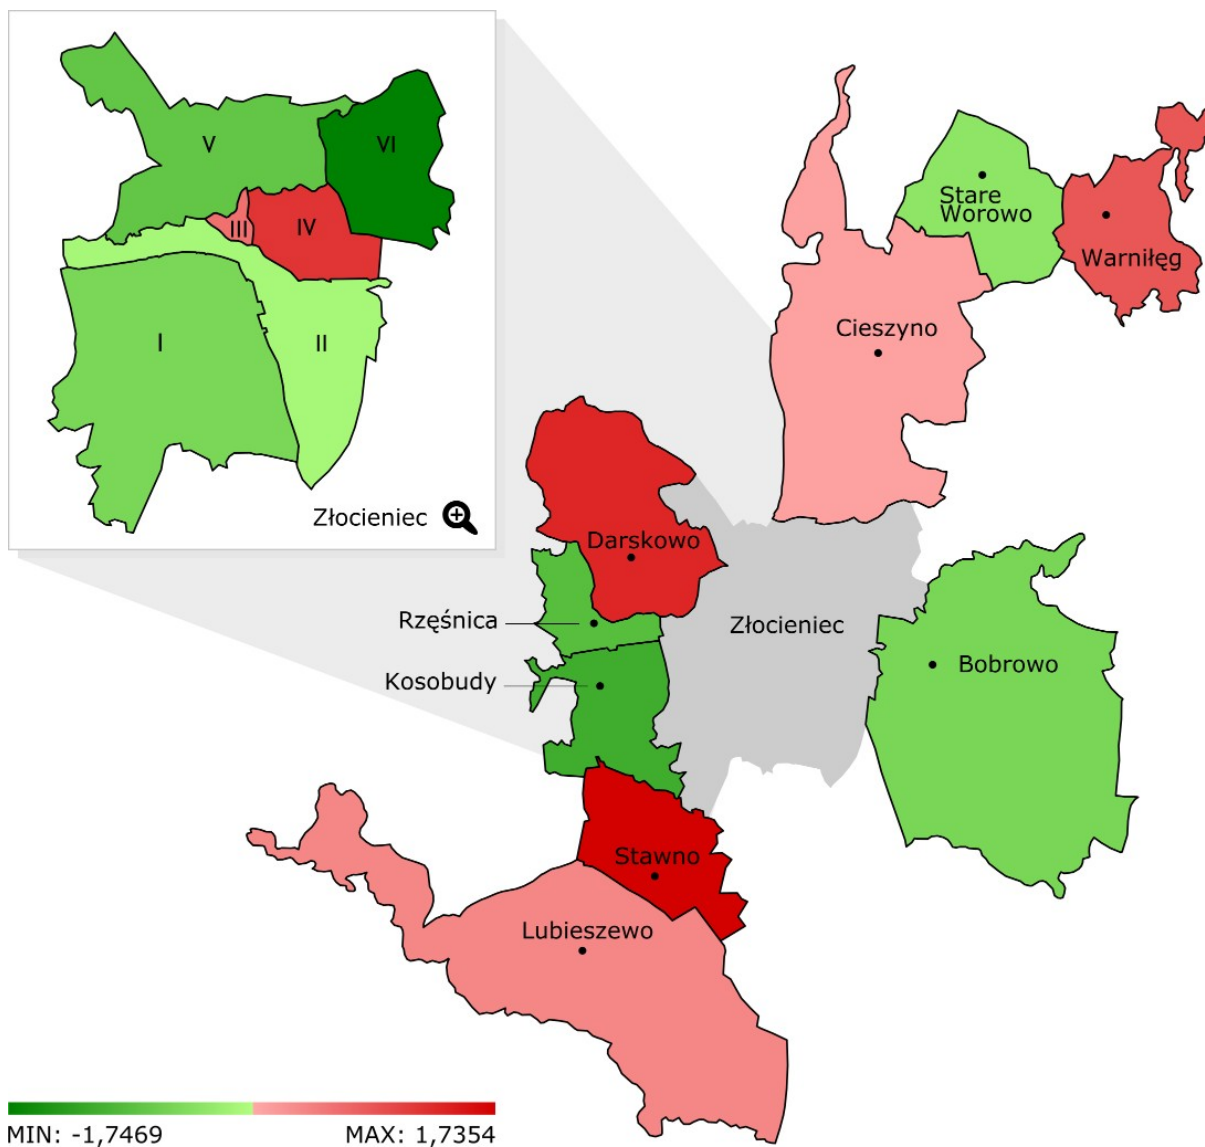 V
VI
III
IV
I
II
Złocieniec
Stare
Worowo
Warniłęg
Cieszyno
Darskowo
Rzęśnica
Złocieniec
Kosobudy
Bobrowo
Stawno
Lubieszewo
MIN: -1,7469
MAX: 1,7354